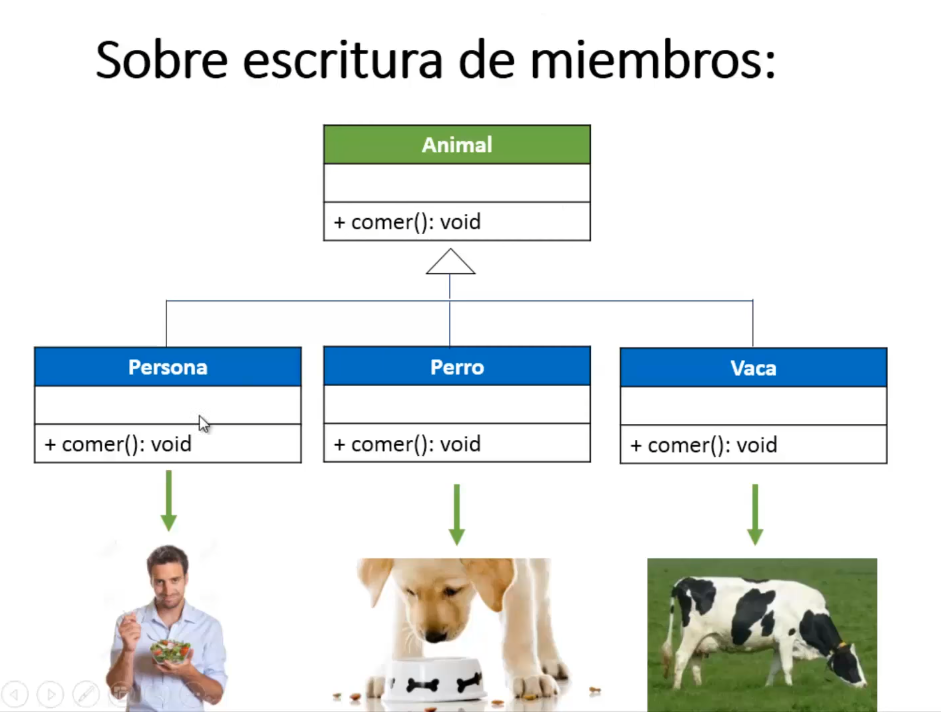 Sobre escritura de miembros:
Animal
+ comer(): void
Persona
+ comer(): void
Perro
+ comer(): void
Vaca
+ comer(): void